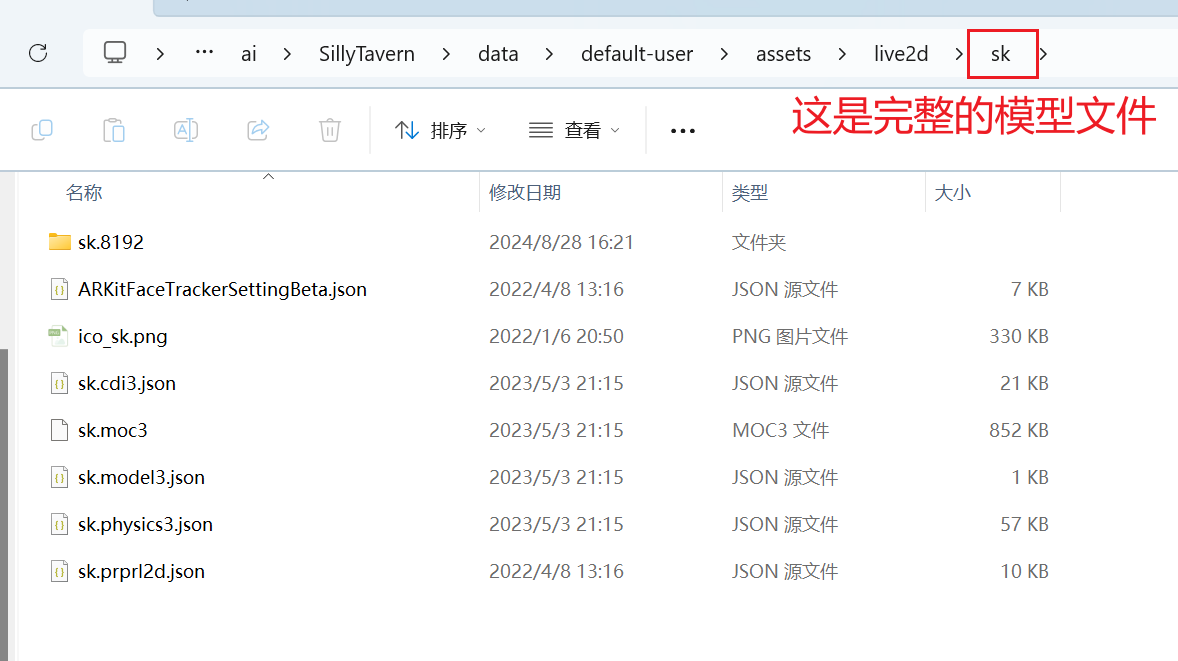 ai SillyTavern data default-user assets live2d sk
这是完整的模型文件
排序 查看
名称 修改日期 类型 大小
sk.8192 2024/8/28 16:21 文件夹
ARKitFaceTrackerSettingBeta.json 2022/4/8 13:16 JSON 源文件 7 KB
ico_sk.png 2022/1/6 20:50 PNG 图片文件 330 KB
sk.cdi3.json 2023/5/3 21:15 JSON 源文件 21 KB
sk.moc3 2023/5/3 21:15 MOC3 文件 852 KB
sk.model3.json 2023/5/3 21:15 JSON 源文件 1 KB
sk.physics3.json 2023/5/3 21:15 JSON 源文件 57 KB
sk.prprl2d.json 2022/4/8 13:16 JSON 源文件 10 KB